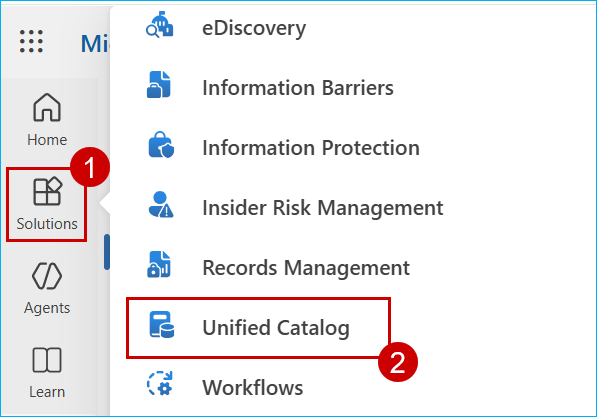 Mi
Home
1
Solutions
Agents
Learn
eDiscovery
Information Barriers
Information Protection
Insider Risk Management
Records Management
Unified Catalog
2
Workflows